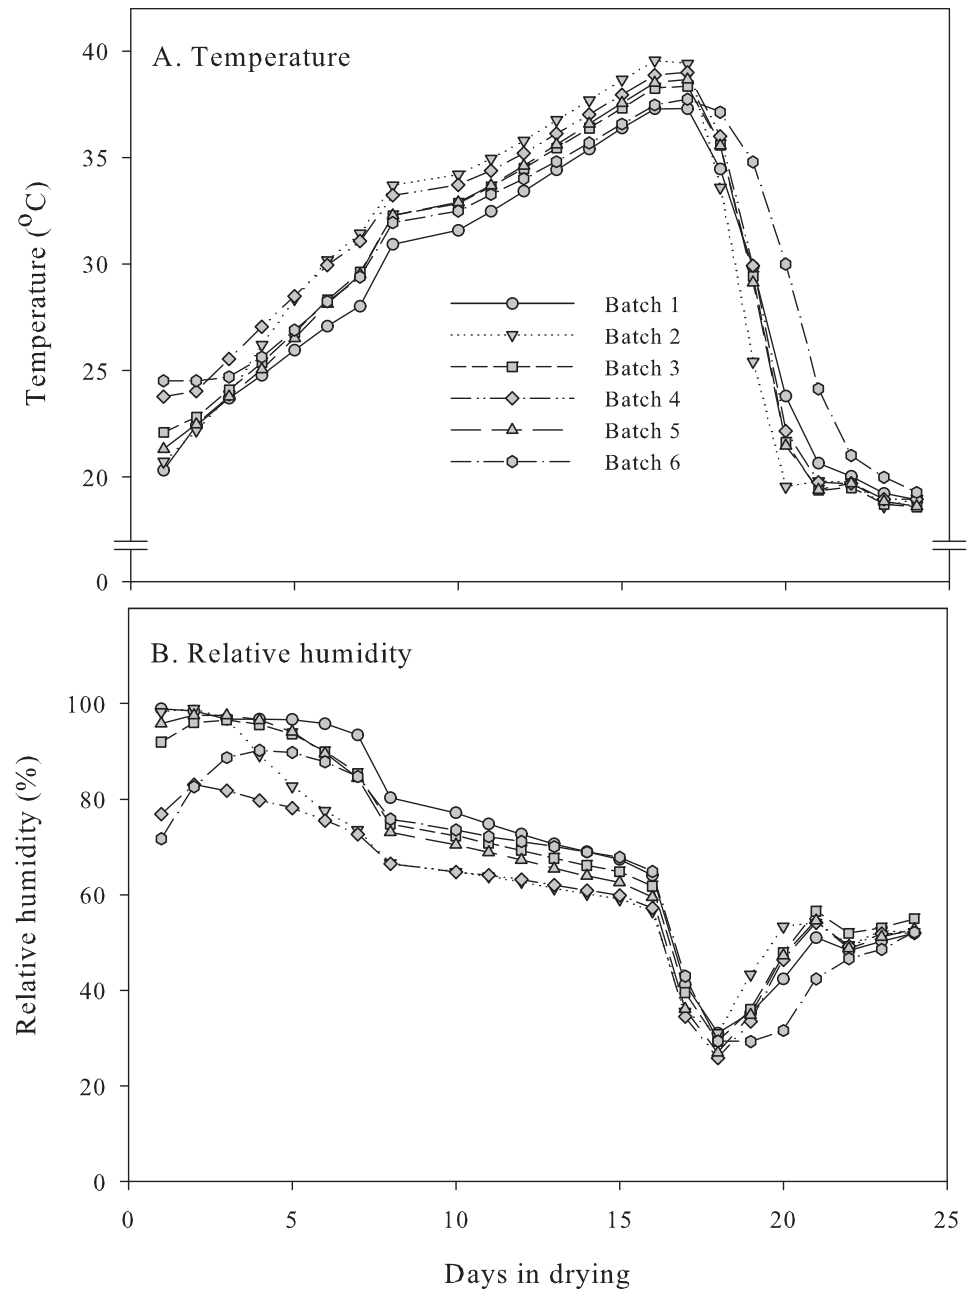 A. Temperature
40
35
30
25
20
0
Temperature (°C)
Batch 1
Batch 2
Batch 3
Batch 4
Batch 5
Batch 6
B. Relative humidity
100
80
60
40
20
0
Relative humidity (%)
0 5 10 15 20 25
Days in drying